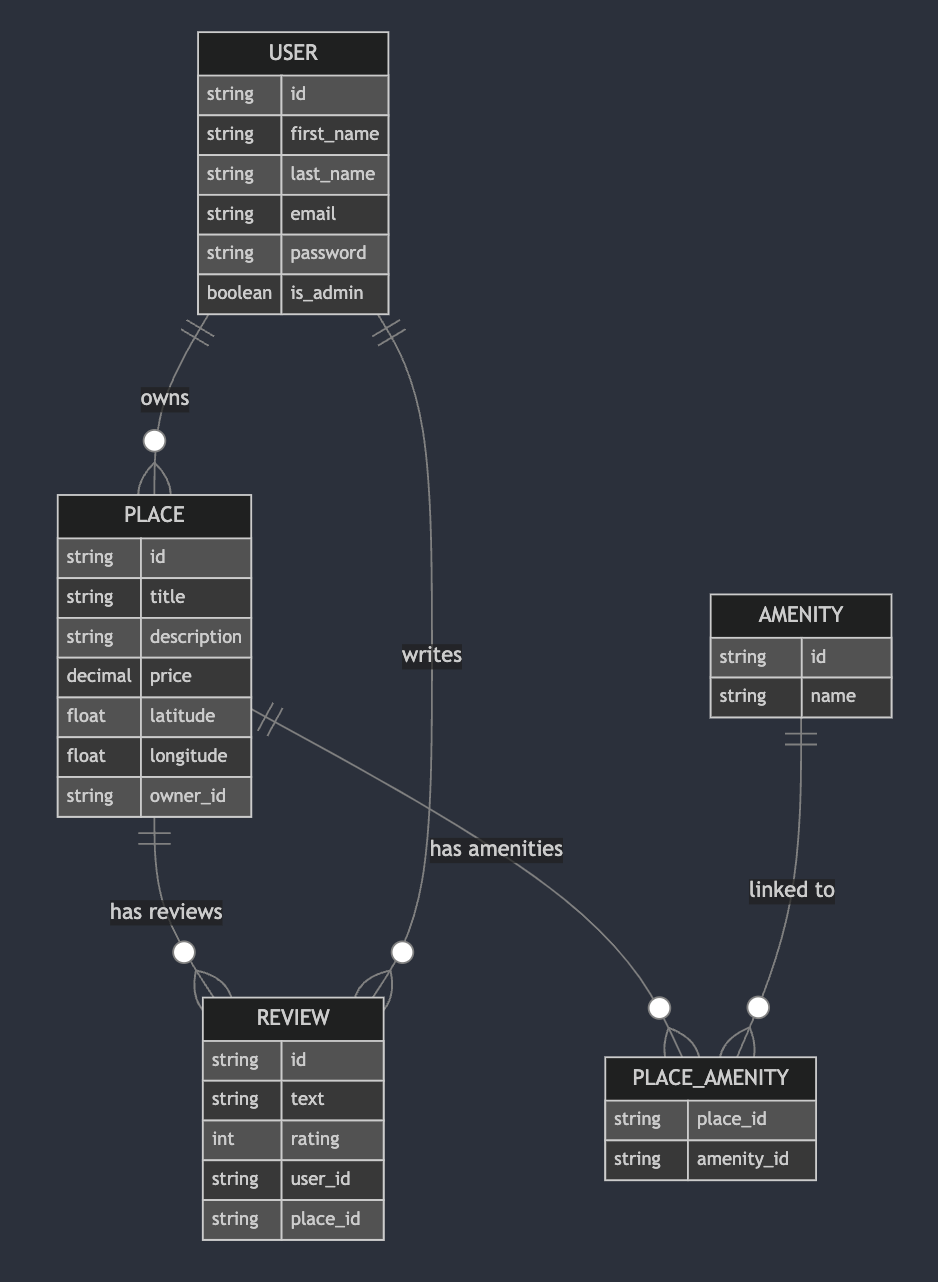 USER
string id
string first_name
string last_name
string email
string password
boolean is_admin
owns
PLACE
string id
string title
string description
decimal price
float latitude
float longitude
string owner_id
writes
AMENITY
string id
string name
has amenities
linked to
has reviews
REVIEW
string id
string text
int rating
string user_id
string place_id
PLACE_AMENITY
string place_id
string amenity_id